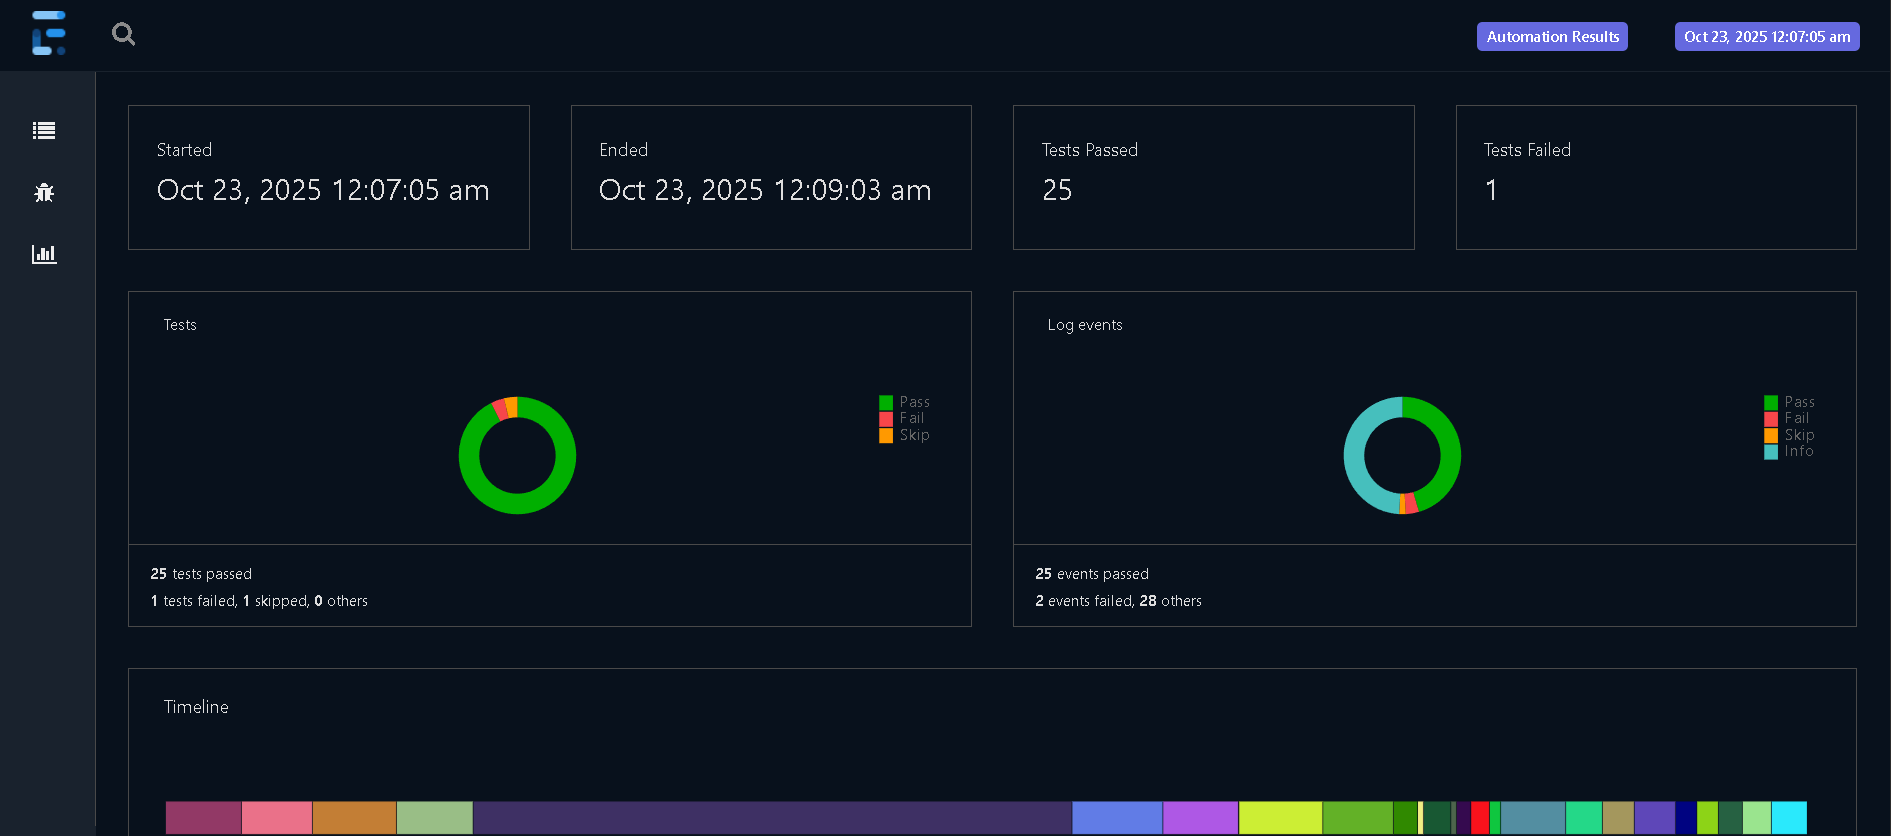 Automation Results
Oct 23, 2025 12:07:05 am
Started
Oct 23, 2025 12:07:05 am
Ended
Oct 23, 2025 12:09:03 am
Tests Passed
25
Tests Failed
1
Tests
Pass
Fail
Skip
25 tests passed
1 tests failed, 1 skipped, 0 others
Log events
Pass
Fail
Skip
Info
25 events passed
2 events failed, 28 others
Timeline